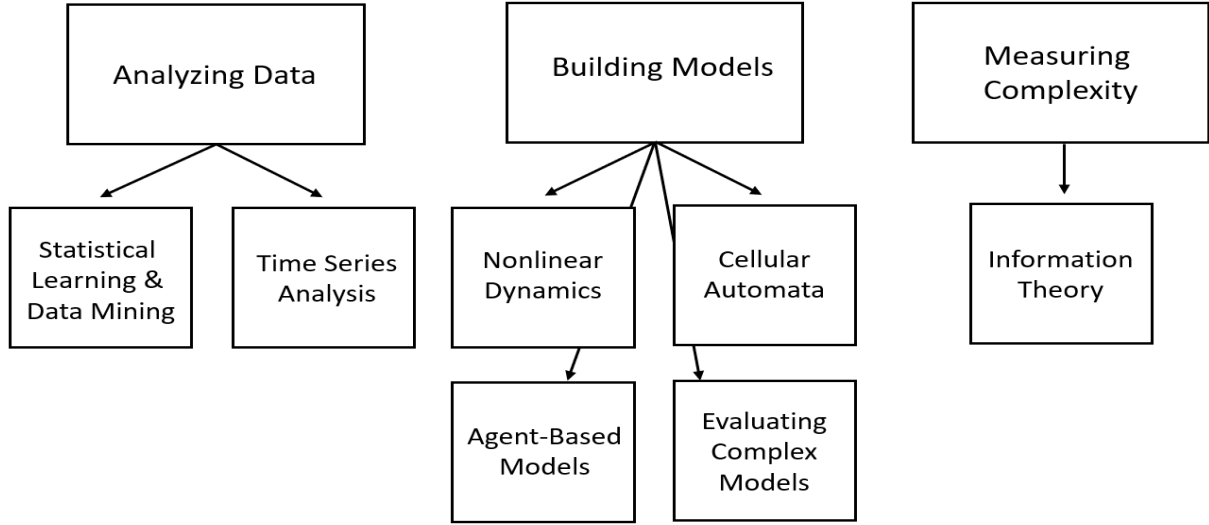 Analyzing Data
Building Models
Measuring
Complexity
Statistical
Learning &
Data Mining
Time Series
Analysis
Nonlinear
Dynamics
Cellular
Automata
Information
Theory
Agent-Based
Models
Evaluating
Complex
Models